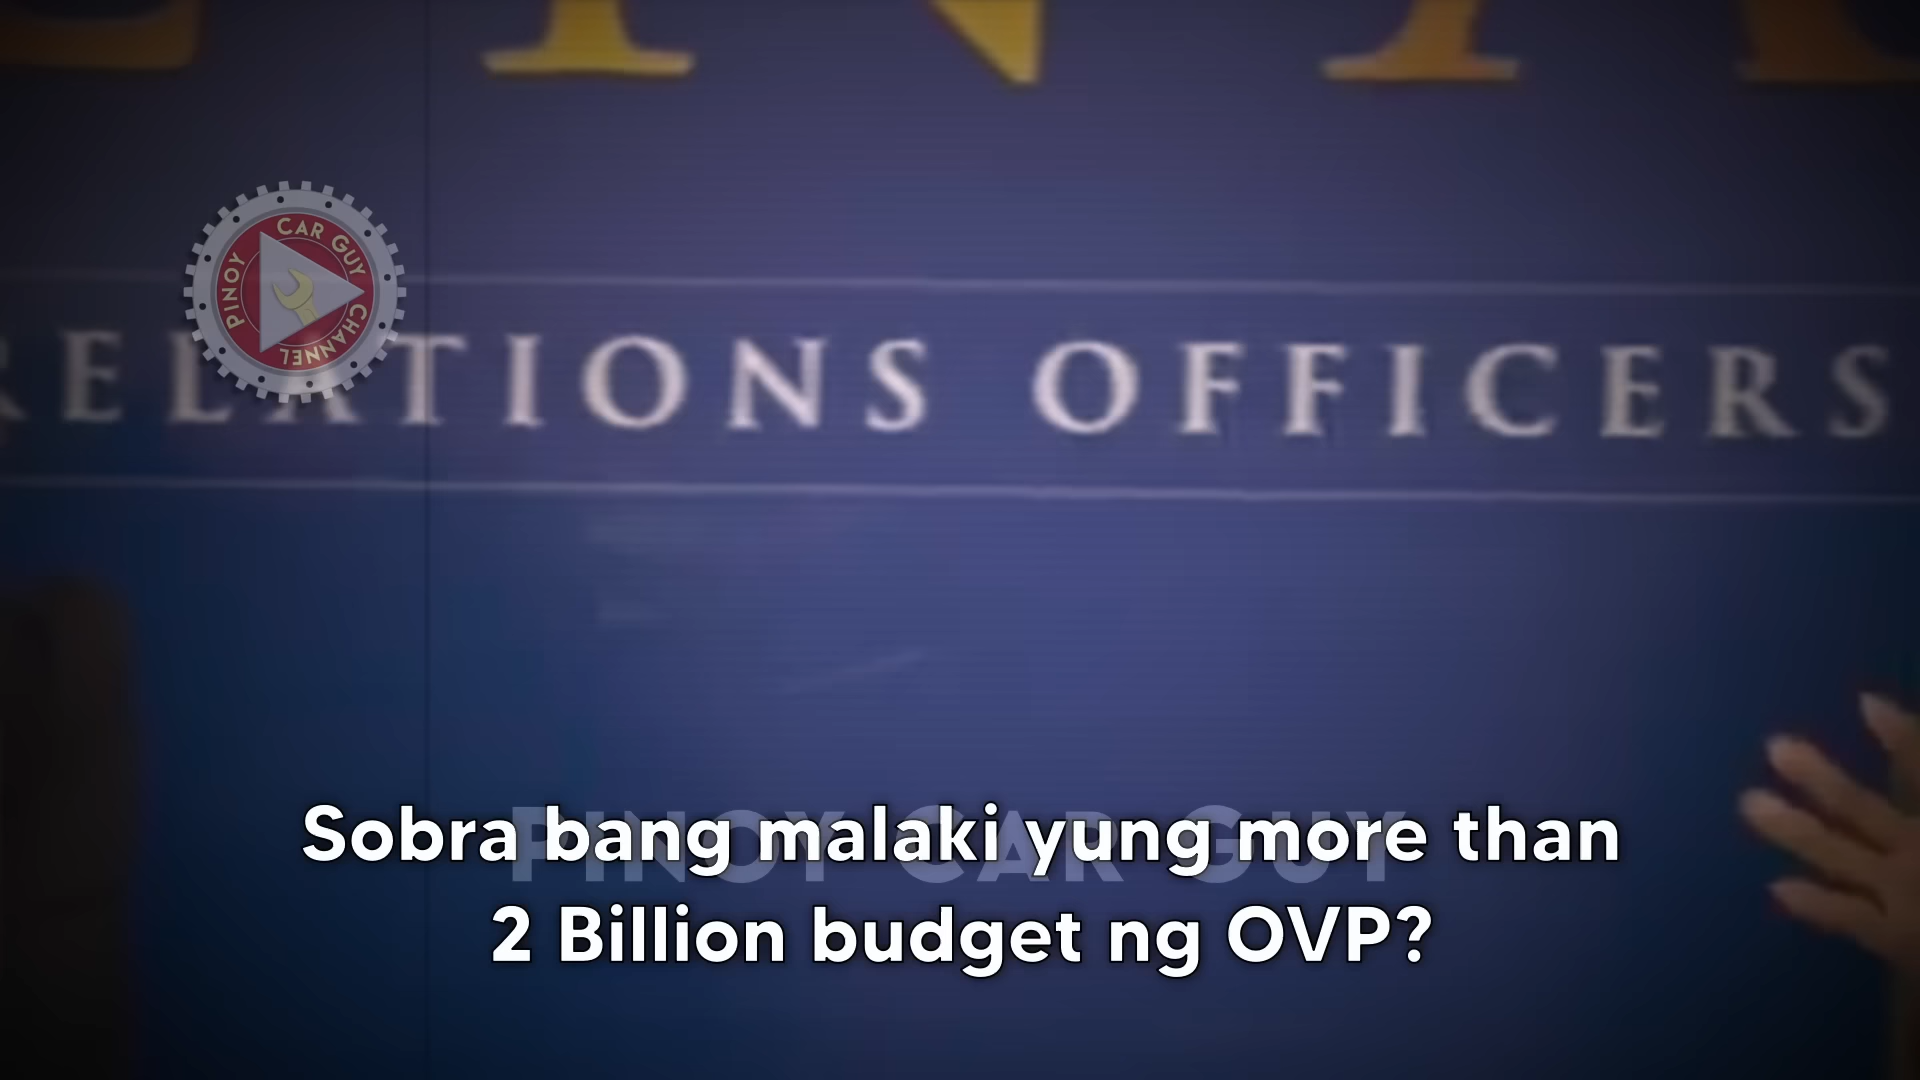 PINOY CAR GUY CHANNEL
RELATIONS OFFICERS
PINOY CAR GUY
Sobra bang malaki yung more than
2 Billion budget ng OVP?